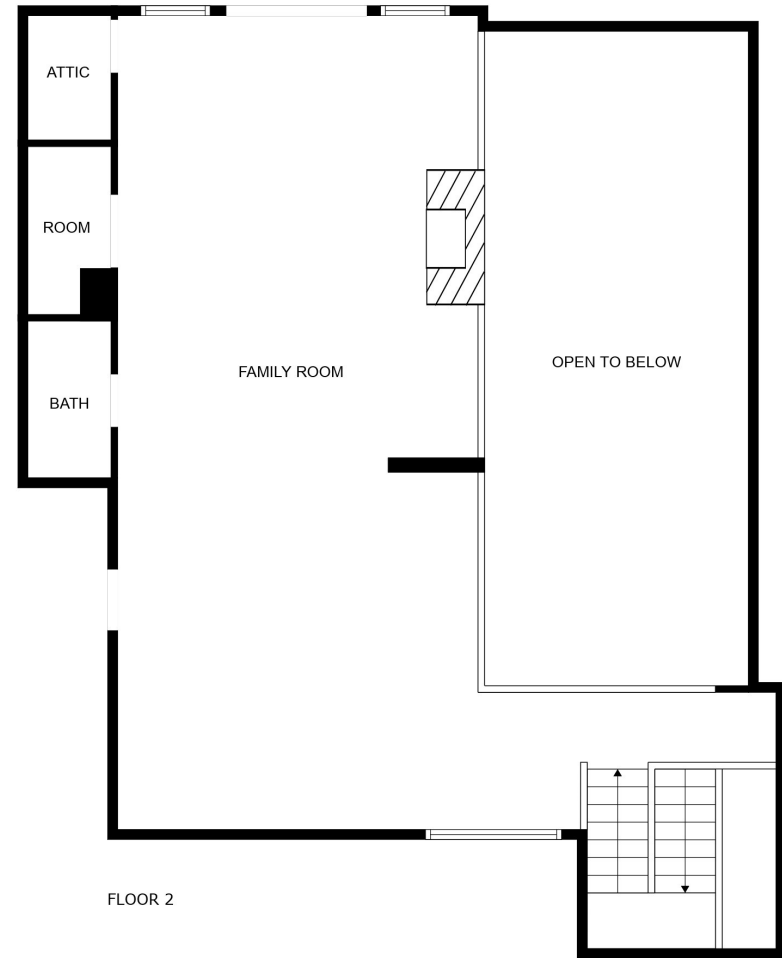 ATTIC
ROOM
BATH
FAMILY ROOM
OPEN TO BELOW
FLOOR 2